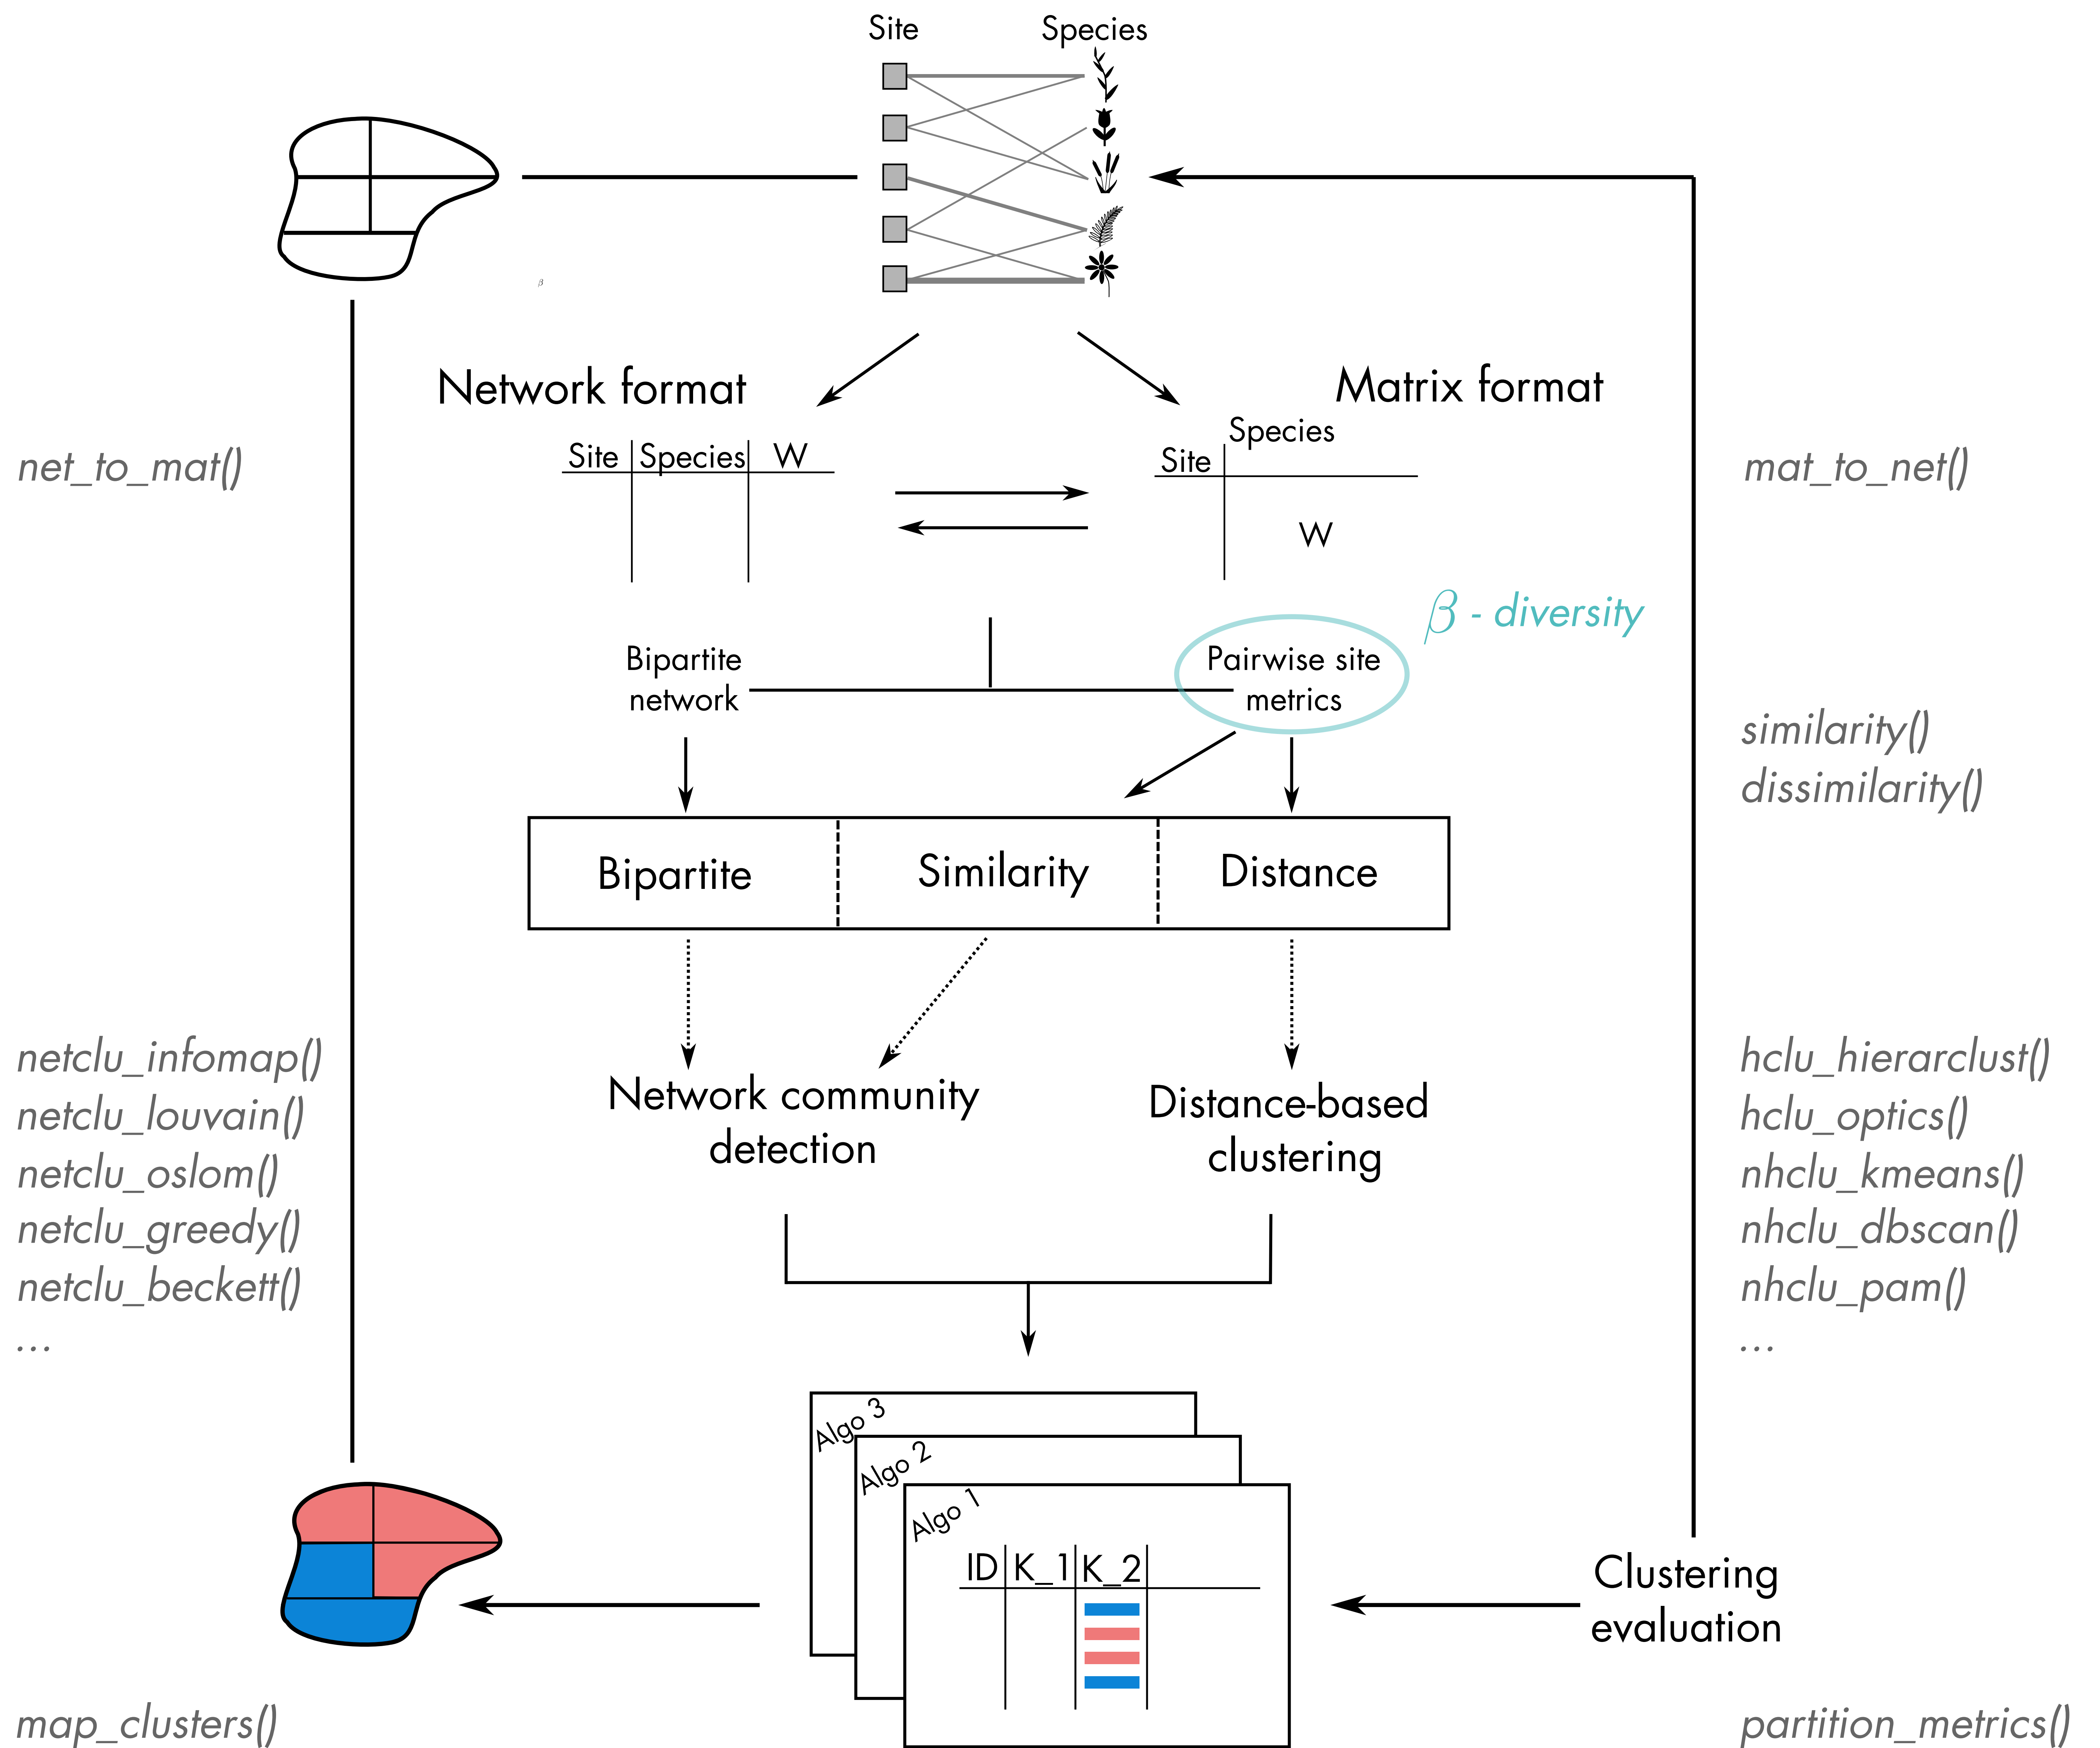 Site
Species
β
Network format
Matrix format
Site Species W
Species
Site
W
net_to_mat()
mat_to_net()
β - diversity
Bipartite
network
Pairwise site
metrics
similarity()
dissimilarity()
Bipartite
Similarity
Distance
netclu_infomap()
netclu_louvain()
netclu_oslom()
netclu_greedy()
netclu_beckett()
...
Network community
detection
Distance-based
clustering
hclu_hierarclust()
hclu_optics()
nhclu_kmeans()
nhclu_dbscan()
nhclu_pam()
...
Algo 3
Algo 2
Algo 1
ID K_1 K_2
Clustering
evaluation
map_clusters()
partition_metrics()